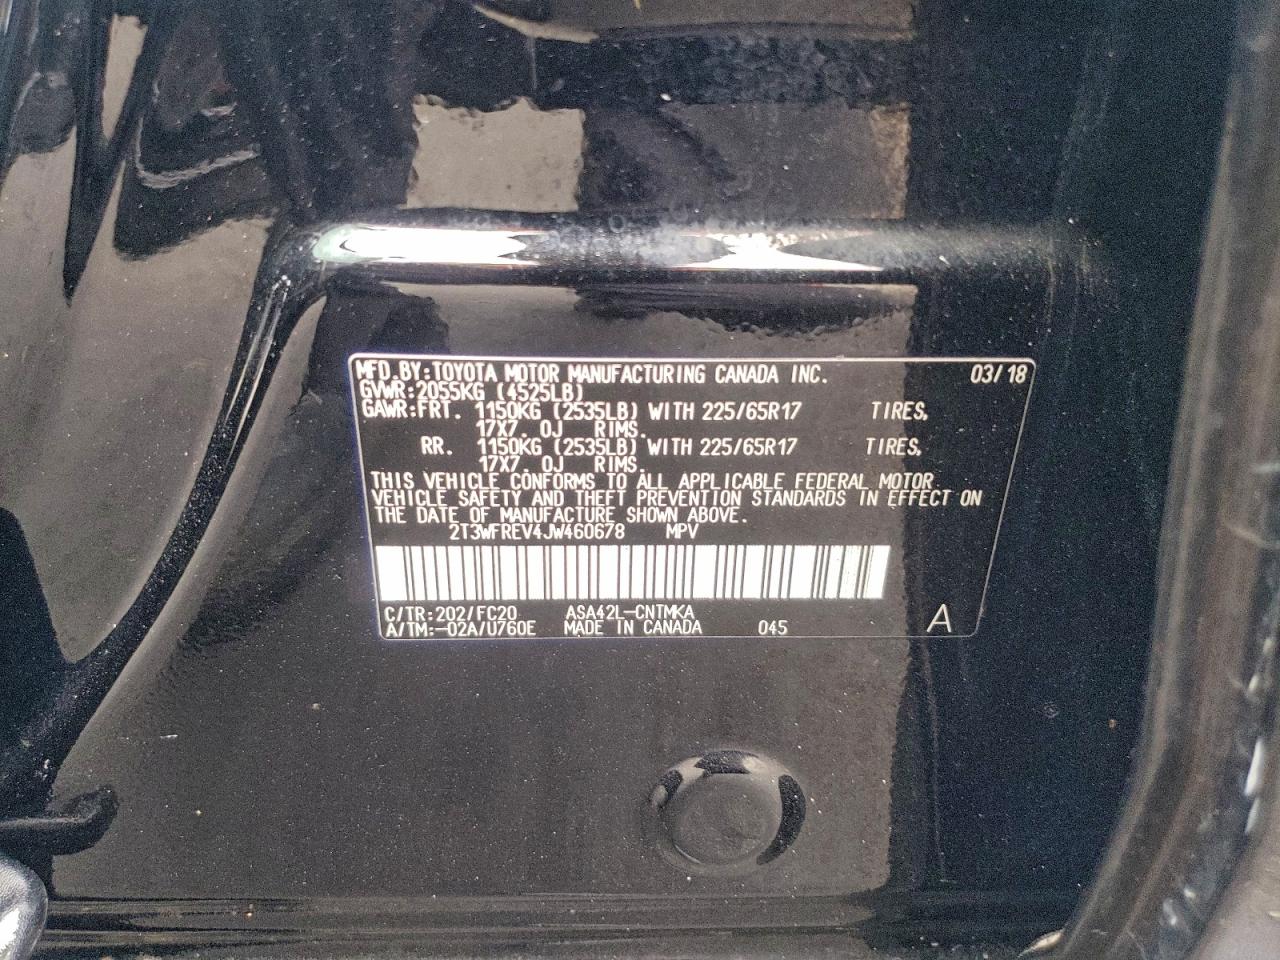 MFD.BY:TOYOTA MOTOR MANUFACTURING CANADA INC. 03/18
GVWR:2055KG (4525LB)
GAWR:FRT. 1150KG (2535LB) WITH 225/65R17 TIRES,
17X7. 0J RIMS.
RR. 1150KG (2535LB) WITH 225/65R17 TIRES,
17X7. 0J RIMS.
THIS VEHICLE CONFORMS TO ALL APPLICABLE FEDERAL MOTOR
VEHICLE SAFETY AND THEFT PREVENTION STANDARDS IN EFFECT ON
THE DATE OF MANUFACTURE SHOWN ABOVE.
2T3WFREV4JW460678 MPV
C/TR:202/FC20 ASA42L-CNTMKA
A/TM:-02A/U760E MADE IN CANADA 045 A